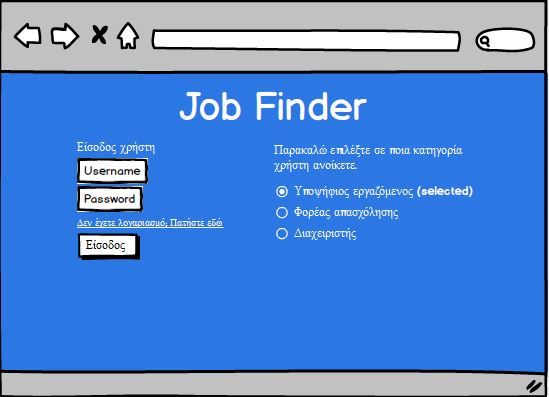 Job Finder
Είσοδος χρήστη
Username
Password
Δεν έχετε λογαριασμό; Πατήστε εδώ
Είσοδος
Παρακαλώ επιλέξτε σε ποια κατηγορία
χρήστη ανοίκετε.
Υποψήφιος εργαζόμενος (selected)
Φορέας απασχόλησης
Διαχειριστής